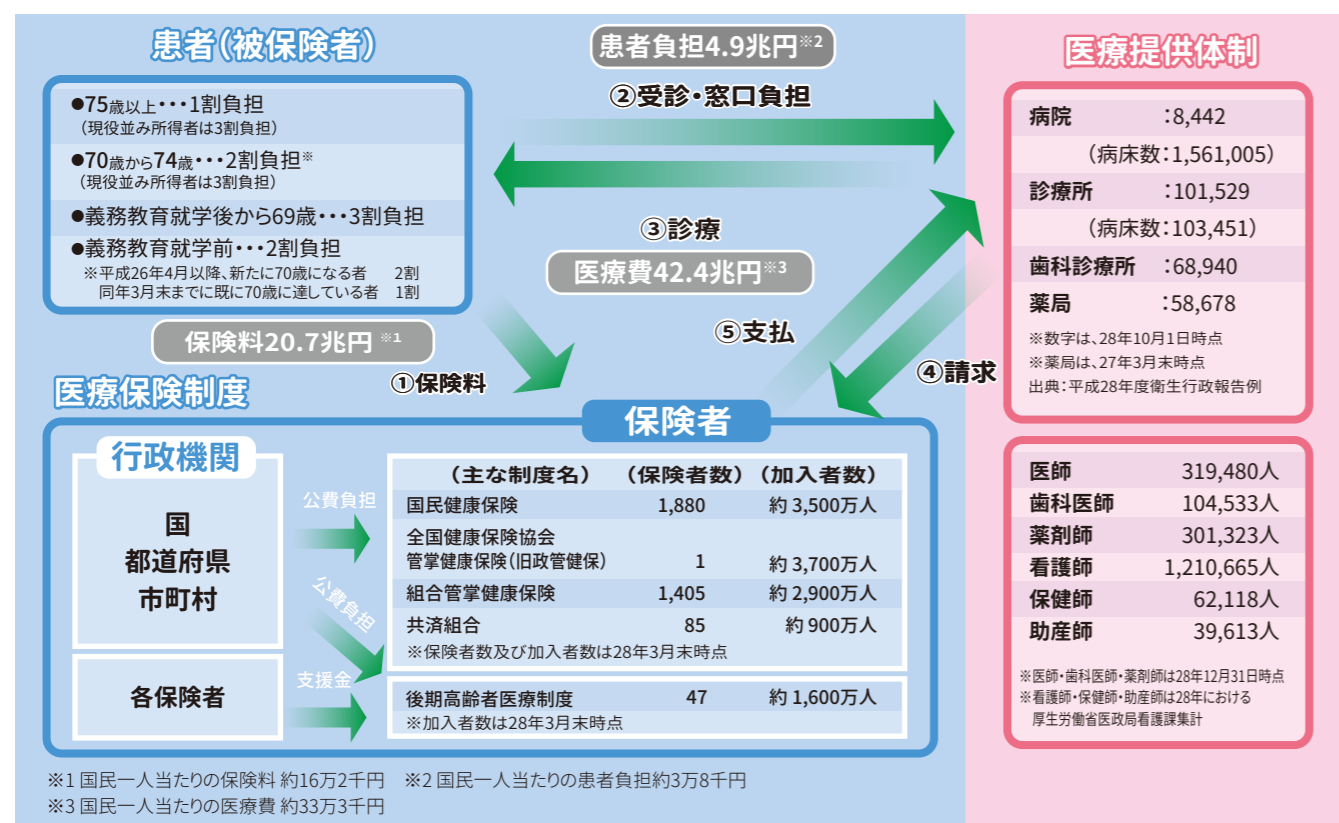 患者（被保険者）
●75歳以上・・・1割負担
（現役並み所得者は3割負担）
●70歳から74歳・・・2割負担※
（現役並み所得者は3割負担）
●義務教育就学後から69歳・・・3割負担
●義務教育就学前・・・2割負担
※平成26年4月以降、新たに70歳になる者　2割
同年3月末までに既に70歳に達している者　1割
患者負担4.9兆円※2
②受診・窓口負担
③診療
医療費42.4兆円※3
⑤支払
④請求
保険料20.7兆円 ※1
①保険料
医療提供体制
病院　：8,442
（病床数：1,561,005）
診療所　：101,529
（病床数：103,451）
歯科診療所　：68,940
薬局　：58,678
※数字は、28年10月1日時点
※薬局は、27年3月末時点
出典：平成28年度衛生行政報告例
医師　319,480人
歯科医師　104,533人
薬剤師　301,323人
看護師　1,210,665人
保健師　62,118人
助産師　39,613人
※医師・歯科医師・薬剤師は28年12月31日時点
※看護師・保健師・助産師は28年における
厚生労働省医政局看護課集計
医療保険制度
保険者
行政機関
国
都道府県
市町村
各保険者
公費負担
公費負担
支援金
（主な制度名）　（保険者数）　（加入者数）
国民健康保険　1,880　約 3,500万人
全国健康保険協会
管掌健康保険（旧政管健保）　1　約 3,700万人
組合管掌健康保険　1,405　約 2,900万人
共済組合　85　約 900万人
※保険者数及び加入者数は28年3月末時点
後期高齢者医療制度　47　約 1,600万人
※加入者数は28年3月末時点
※1 国民一人当たりの保険料 約16万2千円　※2 国民一人当たりの患者負担約3万8千円
※3 国民一人当たりの医療費 約33万3千円